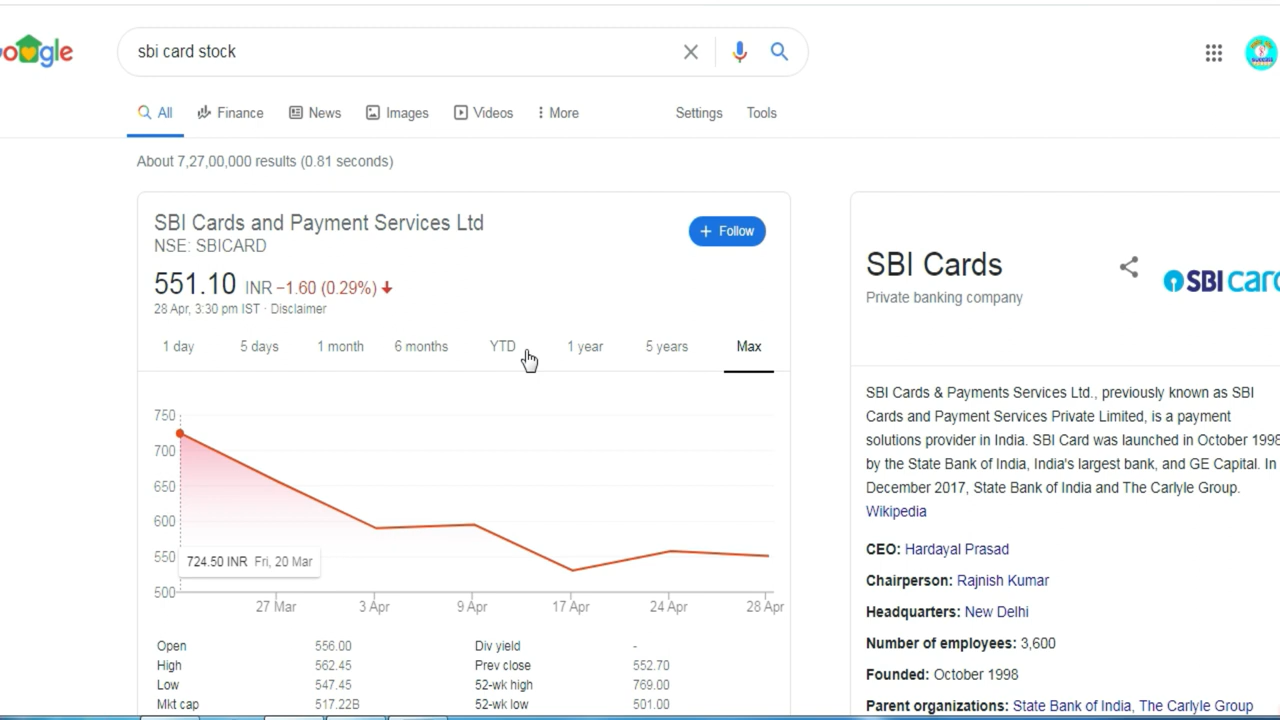 oogle
sbi card stock
All
Finance
News
Images
Videos
More
Settings
Tools
About 7,27,00,000 results (0.81 seconds)
SBI Cards and Payment Services Ltd
NSE: SBICARD
+ Follow
551.10 INR −1.60 (0.29%)
28 Apr, 3:30 pm IST · Disclaimer
1 day
5 days
1 month
6 months
YTD
1 year
5 years
Max
750
700
650
600
550
500
724.50 INR Fri, 20 Mar
27 Mar
3 Apr
9 Apr
17 Apr
24 Apr
28 Apr
Open 556.00 Div yield -
High 562.45 Prev close 552.70
Low 547.45 52-wk high 769.00
Mkt cap 517.22B 52-wk low 501.00
SBI Cards
Private banking company
SBI card
SBI Cards & Payments Services Ltd., previously known as SBI
Cards and Payment Services Private Limited, is a payment
solutions provider in India. SBI Card was launched in October 1998
by the State Bank of India, India's largest bank, and GE Capital. In
December 2017, State Bank of India and The Carlyle Group.
Wikipedia
CEO: Hardayal Prasad
Chairperson: Rajnish Kumar
Headquarters: New Delhi
Number of employees: 3,600
Founded: October 1998
Parent organizations: State Bank of India, The Carlyle Group